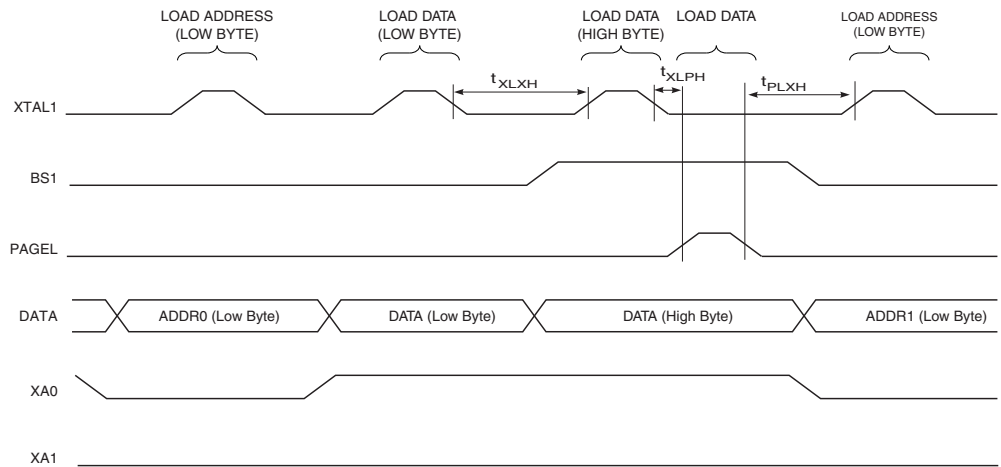 LOAD ADDRESS
(LOW BYTE)
LOAD DATA
(LOW BYTE)
LOAD DATA
(HIGH BYTE)
LOAD DATA
LOAD ADDRESS
(LOW BYTE)
tXLXH
tXLPH
tPLXH
XTAL1
BS1
PAGEL
DATA
ADDR0 (Low Byte)
DATA (Low Byte)
DATA (High Byte)
ADDR1 (Low Byte)
XA0
XA1